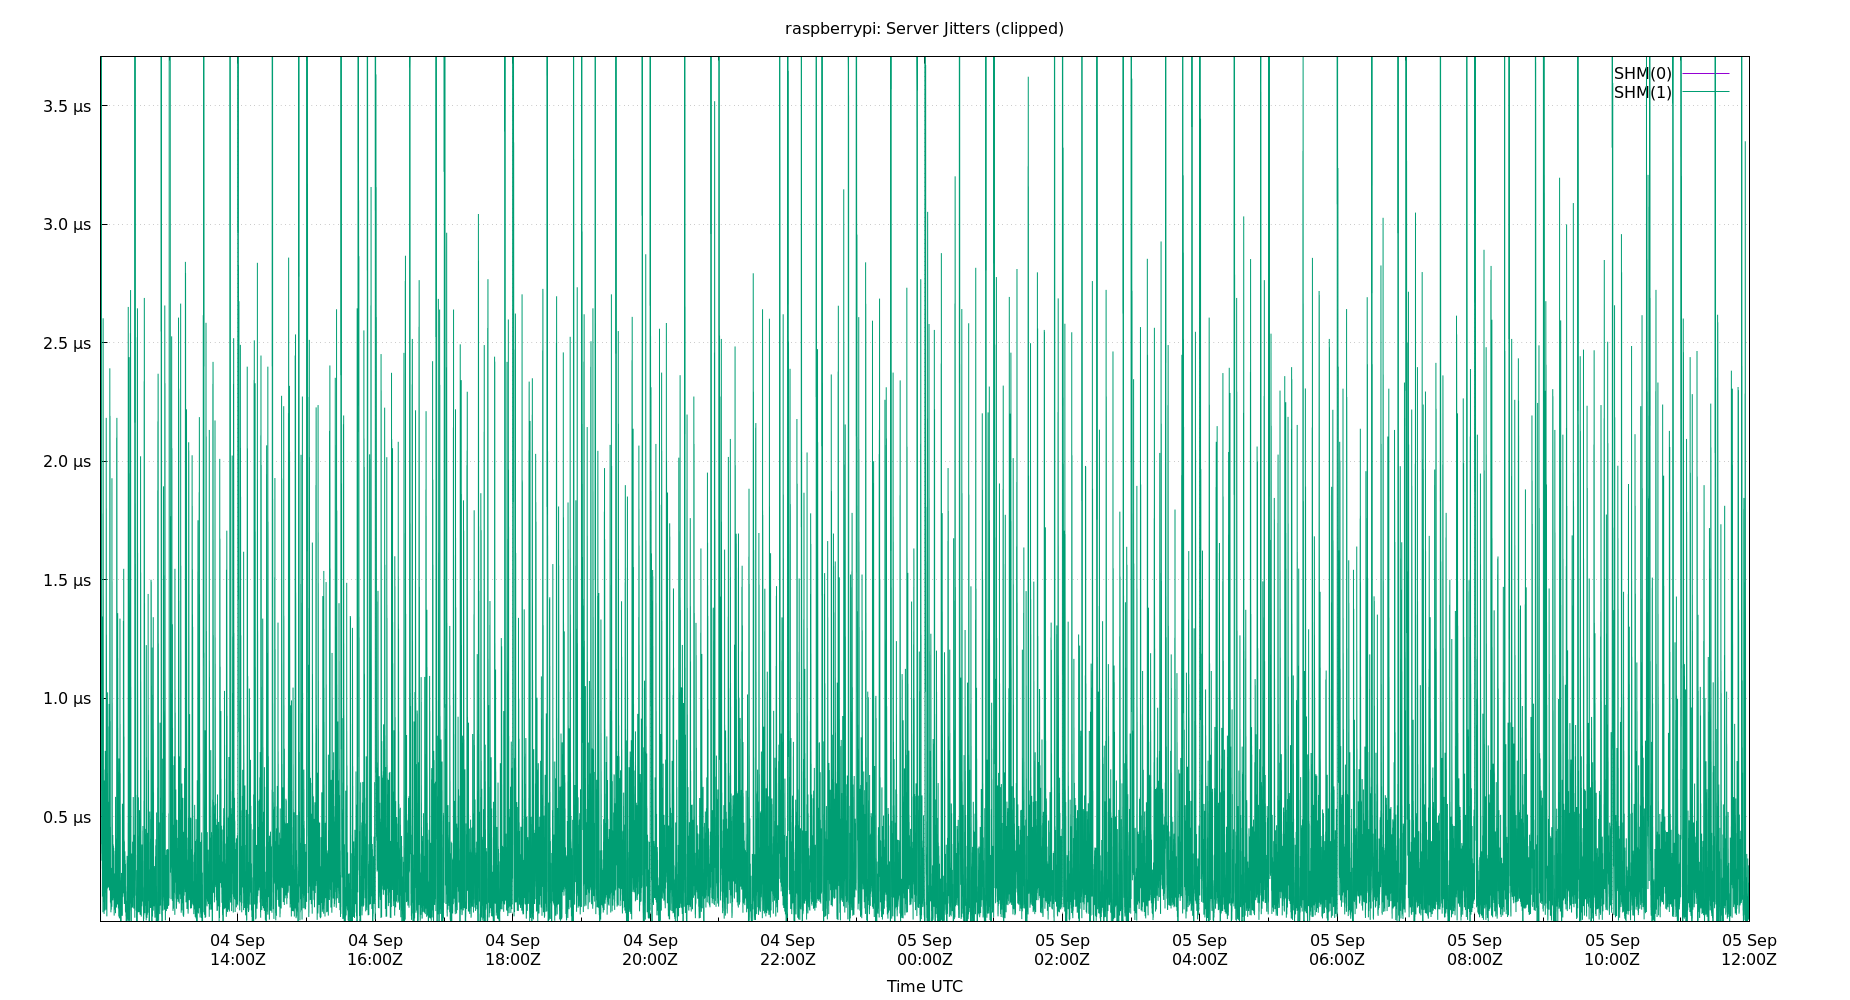 raspberrypi: Server Jitters (clipped)
SHM(0)
SHM(1)
3.5 µs
3.0 µs
2.5 µs
2.0 µs
1.5 µs
1.0 µs
0.5 µs
04 Sep 04 Sep 04 Sep 04 Sep 04 Sep 05 Sep 05 Sep 05 Sep 05 Sep 05 Sep 05 Sep 05 Sep
14:00Z 16:00Z 18:00Z 20:00Z 22:00Z 00:00Z 02:00Z 04:00Z 06:00Z 08:00Z 10:00Z 12:00Z
Time UTC